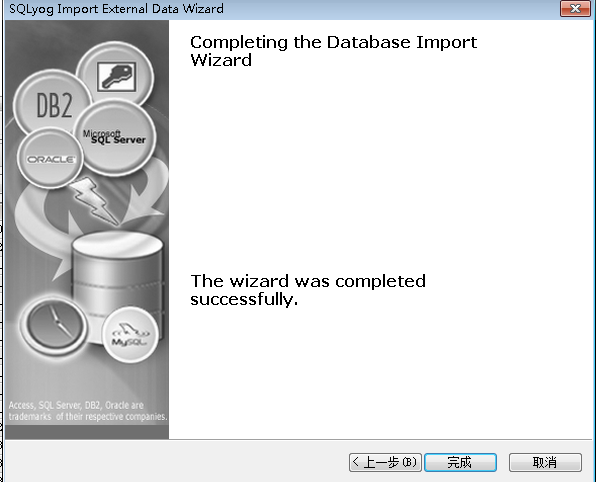 SQLyog Import External Data Wizard
Completing the Database Import
Wizard
DB2
Microsoft
SQL Server
ORACLE
The wizard was completed
successfully.
MySQL
Access, SQL Server, DB2, Oracle are
trademarks of their respective companies.
< 上一步(B)
完成
取消